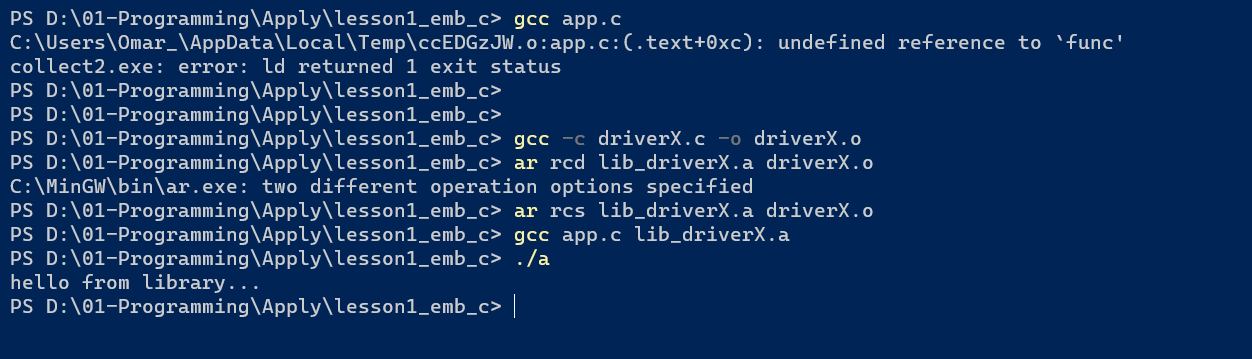 PS D:\01-Programming\Apply\lesson1_emb_c> gcc app.c
C:\Users\Omar_\AppData\Local\Temp\ccEDGzJW.o:app.c:(.text+0xc): undefined reference to `func'
collect2.exe: error: ld returned 1 exit status
PS D:\01-Programming\Apply\lesson1_emb_c>
PS D:\01-Programming\Apply\lesson1_emb_c>
PS D:\01-Programming\Apply\lesson1_emb_c> gcc -c driverX.c -o driverX.o
PS D:\01-Programming\Apply\lesson1_emb_c> ar rcd lib_driverX.a driverX.o
C:\MinGW\bin\ar.exe: two different operation options specified
PS D:\01-Programming\Apply\lesson1_emb_c> ar rcs lib_driverX.a driverX.o
PS D:\01-Programming\Apply\lesson1_emb_c> gcc app.c lib_driverX.a
PS D:\01-Programming\Apply\lesson1_emb_c> ./a
hello from library...
PS D:\01-Programming\Apply\lesson1_emb_c>